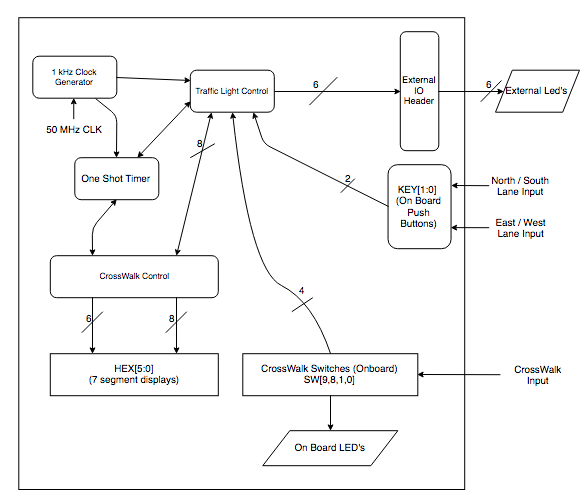 1 kHz Clock
Generator
50 MHz CLK
Traffic Light Control
6
External
IO
Header
6
External Led's
8
One Shot Timer
2
KEY[1:0]
(On Board
Push
Buttons)
North / South
Lane Input
East / West
Lane Input
CrossWalk Control
4
6
8
HEX[5:0]
(7 segment displays)
CrossWalk Switches (Onboard)
SW[9,8,1,0]
CrossWalk
Input
On Board LED's